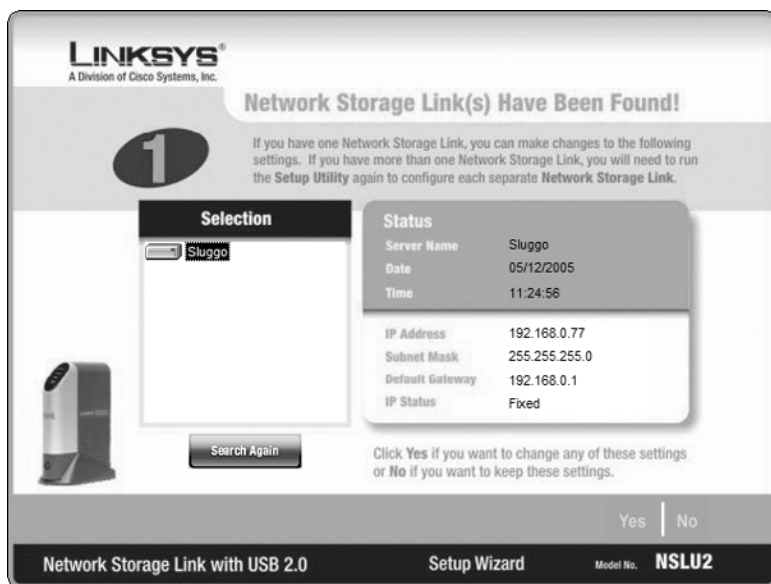 LINKSYS®
A Division of Cisco Systems, Inc.
Network Storage Link(s) Have Been Found!
1
If you have one Network Storage Link, you can make changes to the following
settings. If you have more than one Network Storage Link, you will need to run
the Setup Utility again to configure each separate Network Storage Link.
Selection
Sluggo
Search Again
Status
Server Name Sluggo
Date 05/12/2005
Time 11:24:56
IP Address 192.168.0.77
Subnet Mask 255.255.255.0
Default Gateway 192.168.0.1
IP Status Fixed
Click Yes if you want to change any of these settings
or No if you want to keep these settings.
Yes No
Network Storage Link with USB 2.0 Setup Wizard Model No. NSLU2